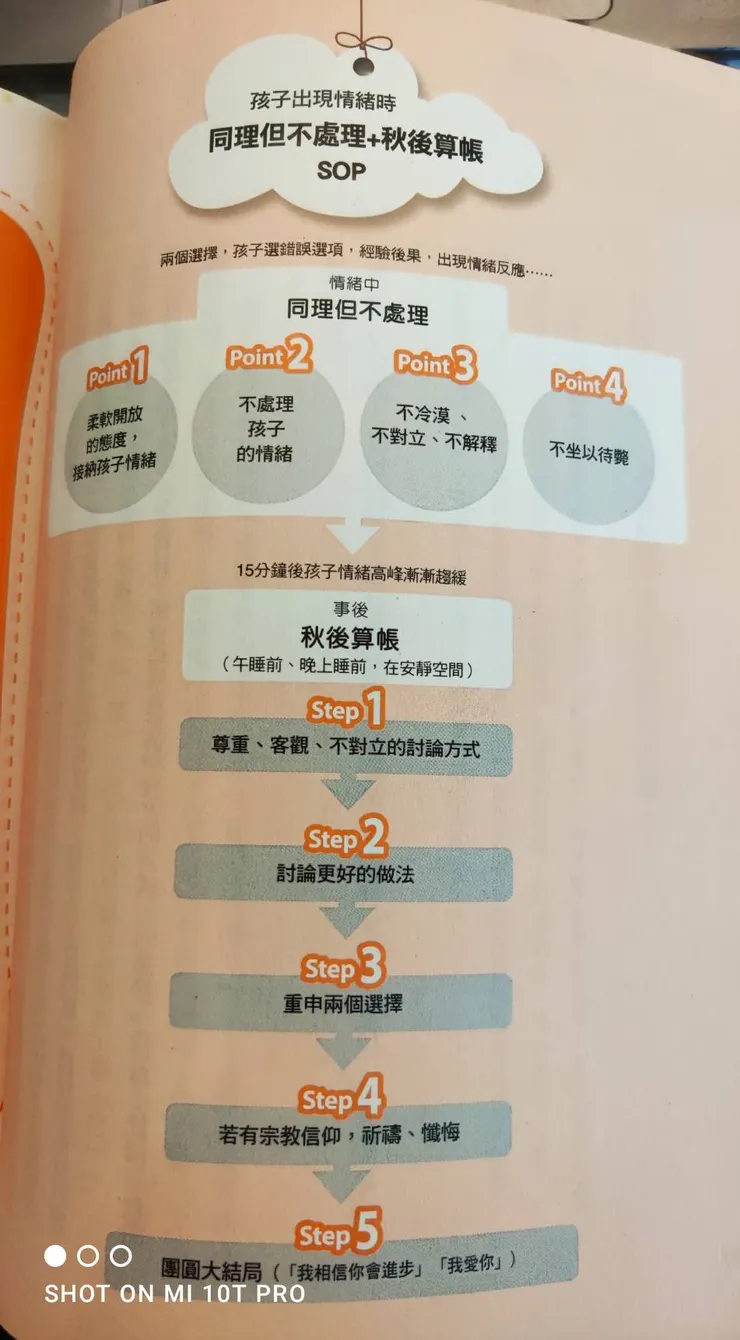 孩子出現情緒時
同理但不處理+秋後算帳
SOP
兩個選擇，孩子選錯誤選項，經驗後果，出現情緒反應……
情緒中
同理但不處理
Point 1
柔軟開放
的態度，
接納孩子情緒
Point 2
不處理
孩子
的情緒
Point 3
不冷漠、
不對立、不解釋
Point 4
不坐以待斃
15分鐘後孩子情緒高峰漸漸趨緩
事後
秋後算帳
（午睡前、晚上睡前，在安靜空間）
Step 1
尊重、客觀、不對立的討論方式
Step 2
討論更好的做法
Step 3
重申兩個選擇
Step 4
若有宗教信仰，祈禱、懺悔
Step 5
團圓大結局（「我相信你會進步」「我愛你」）
SHOT ON MI 10T PRO